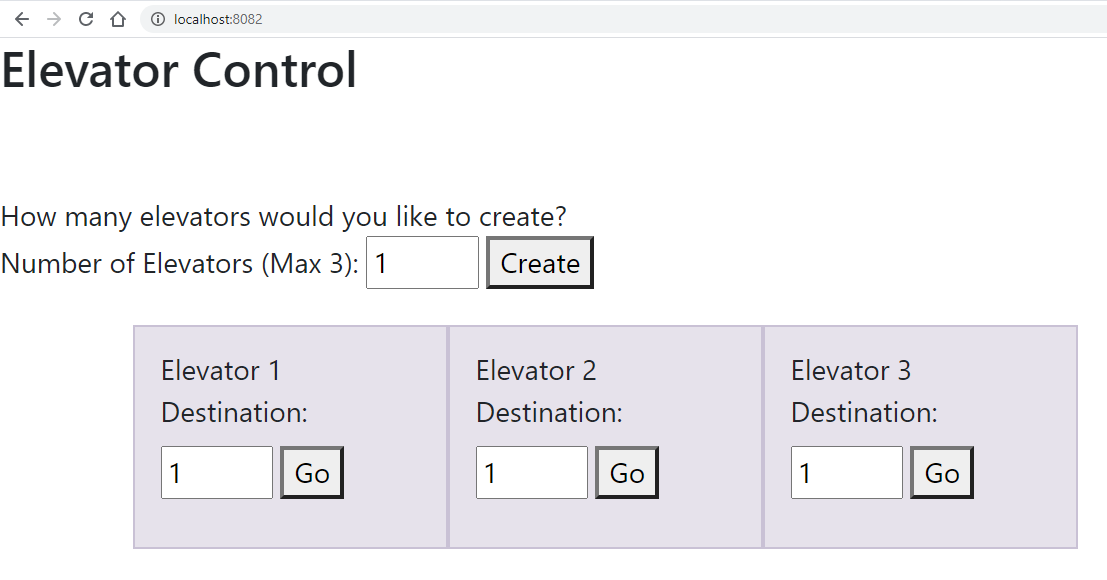 localhost:8082
Elevator Control
How many elevators would you like to create?
Number of Elevators (Max 3): 1 Create
Elevator 1
Destination:
1 Go
Elevator 2
Destination:
1 Go
Elevator 3
Destination:
1 Go